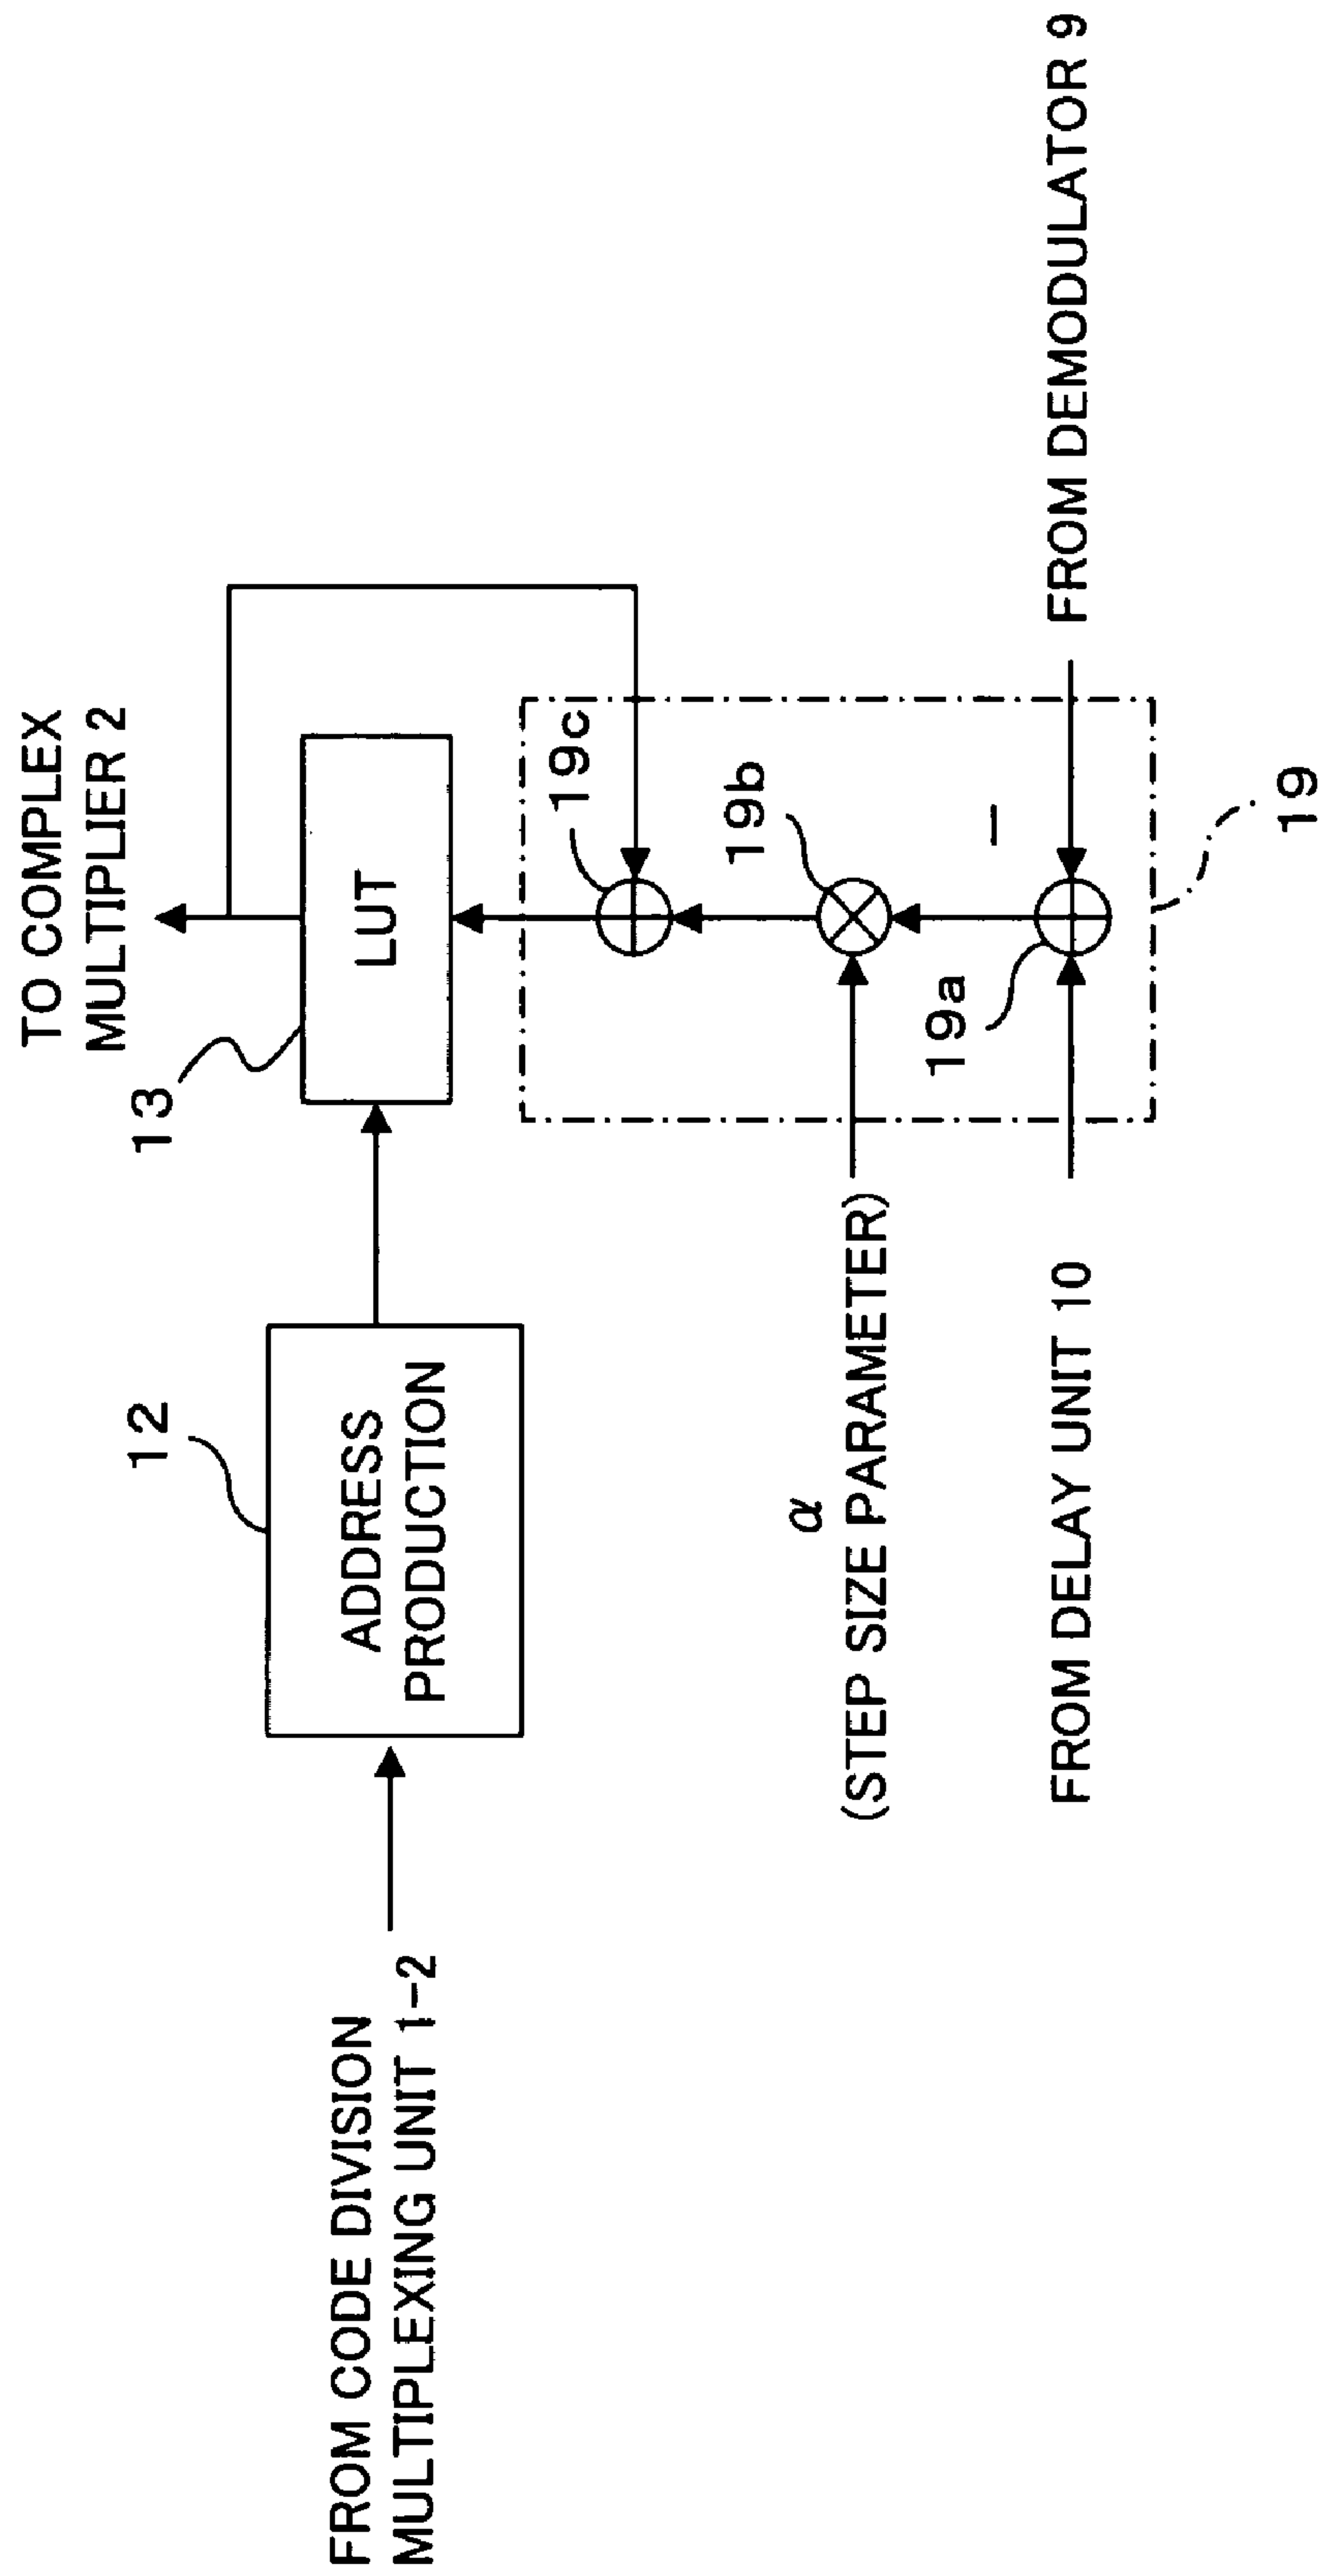 TO COMPLEX
MULTIPLIER 2
13
LUT
12
ADDRESS
PRODUCTION
FROM CODE DIVISION
MULTIPLEXING UNIT 1-2
19c
19b
α
(STEP SIZE PARAMETER)
−
19a
FROM DELAY UNIT 10
FROM DEMODULATOR 9
19